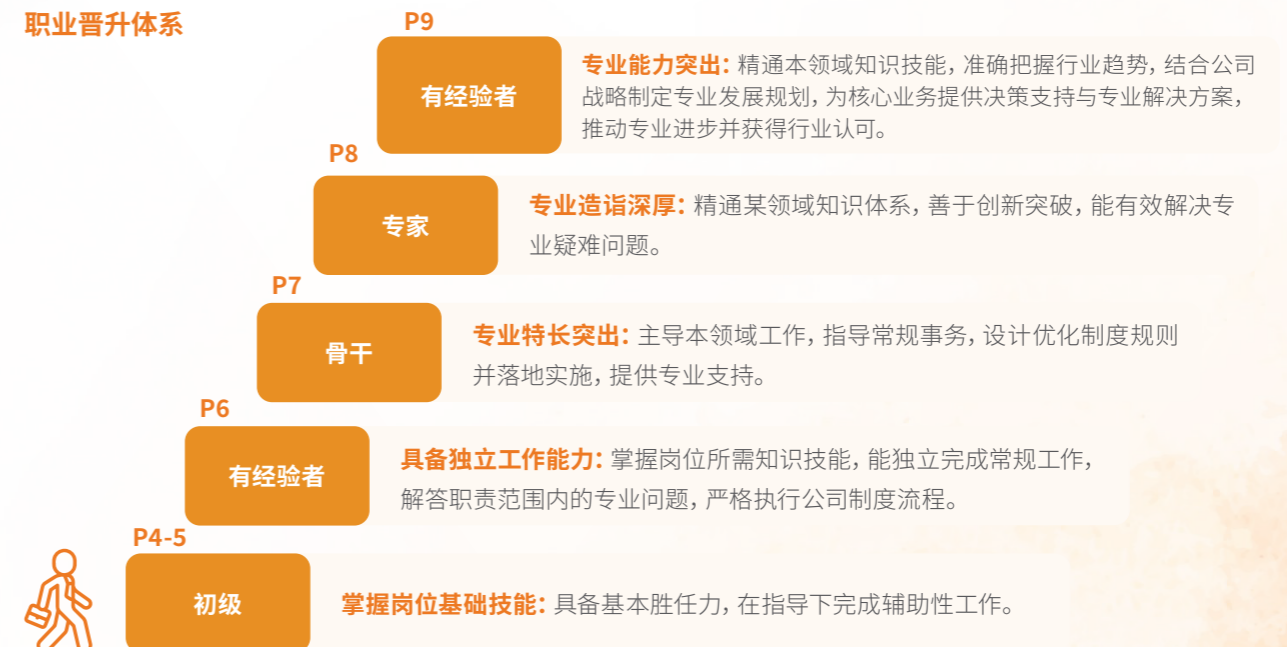 职业晋升体系
P9
有经验者
专业能力突出：精通本领域知识技能，准确把握行业趋势，结合公司
战略制定专业发展规划，为核心业务提供决策支持与专业解决方案，
推动专业进步并获得行业认可。
P8
专家
专业造诣深厚：精通某领域知识体系，善于创新突破，能有效解决专
业疑难问题。
P7
骨干
专业特长突出：主导本领域工作，指导常规事务，设计优化制度规则
并落地实施，提供专业支持。
P6
有经验者
具备独立工作能力：掌握岗位所需知识技能，能独立完成常规工作，
解答职责范围内的专业问题，严格执行公司制度流程。
P4-5
初级
掌握岗位基础技能：具备基本胜任力，在指导下完成辅助性工作。